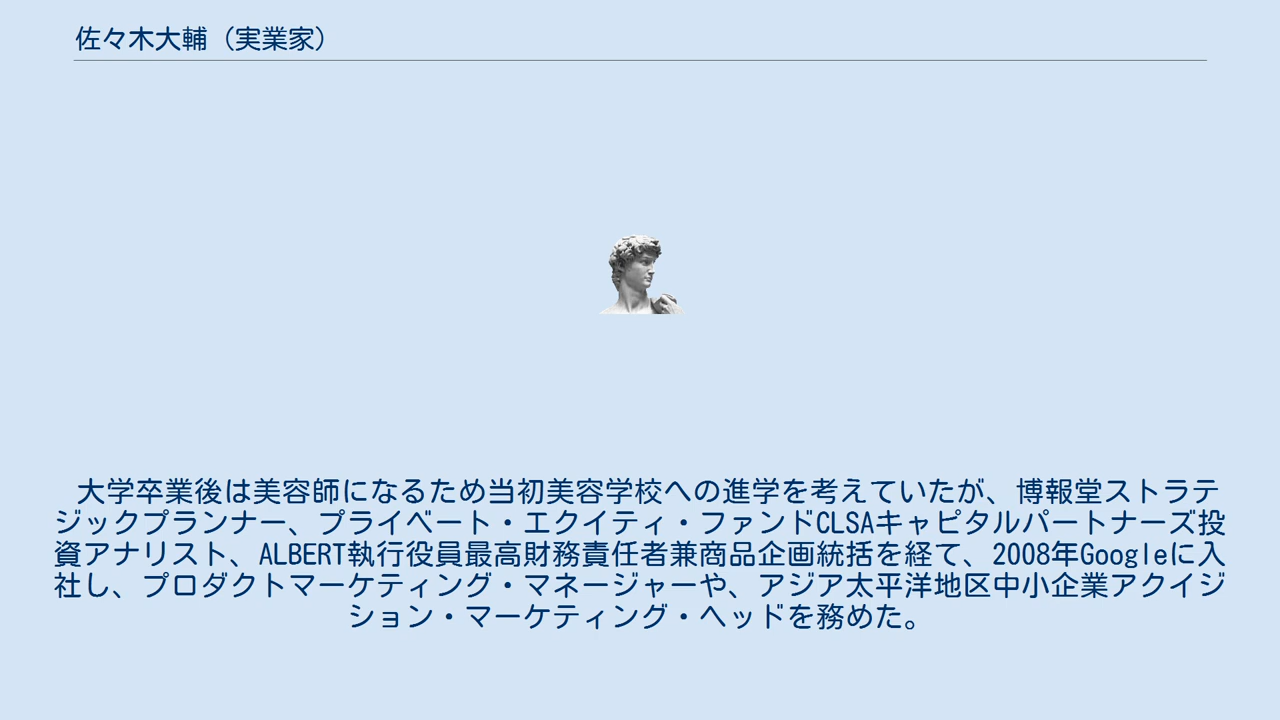 佐々木大輔（実業家）
大学卒業後は美容師になるため当初美容学校への進学を考えていたが、博報堂ストラテ
ジックプランナー、プライベート・エクイティ・ファンドCLSAキャピタルパートナーズ投
資アナリスト、ALBERT執行役員最高財務責任者兼商品企画統括を経て、2008年Googleに入
社し、プロダクトマーケティング・マネージャーや、アジア太平洋地区中小企業アクイジ
ション・マーケティング・ヘッドを務めた。